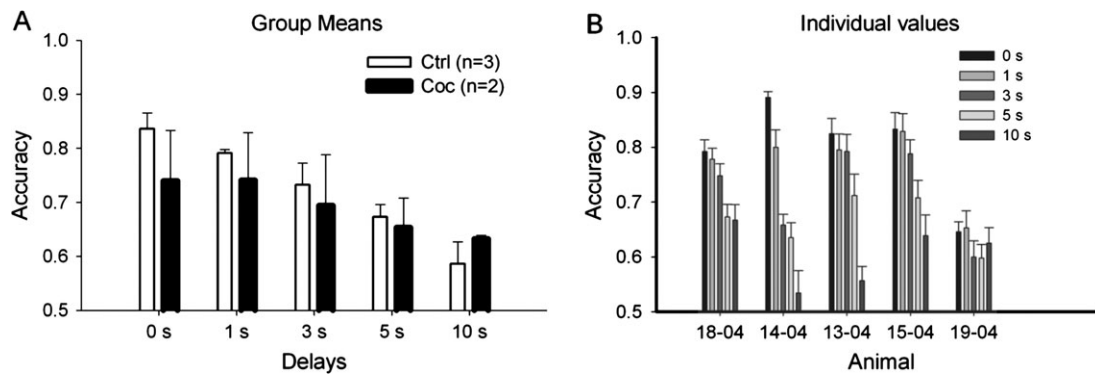 A
Group Means
1.0
0.9
0.8
0.7
0.6
0.5
Accuracy
Ctrl (n=3)
Coc (n=2)
0 s
1 s
3 s
5 s
10 s
Delays
B
Individual values
1.0
0.9
0.8
0.7
0.6
0.5
Accuracy
0 s
1 s
3 s
5 s
10 s
18-04
14-04
13-04
15-04
19-04
Animal